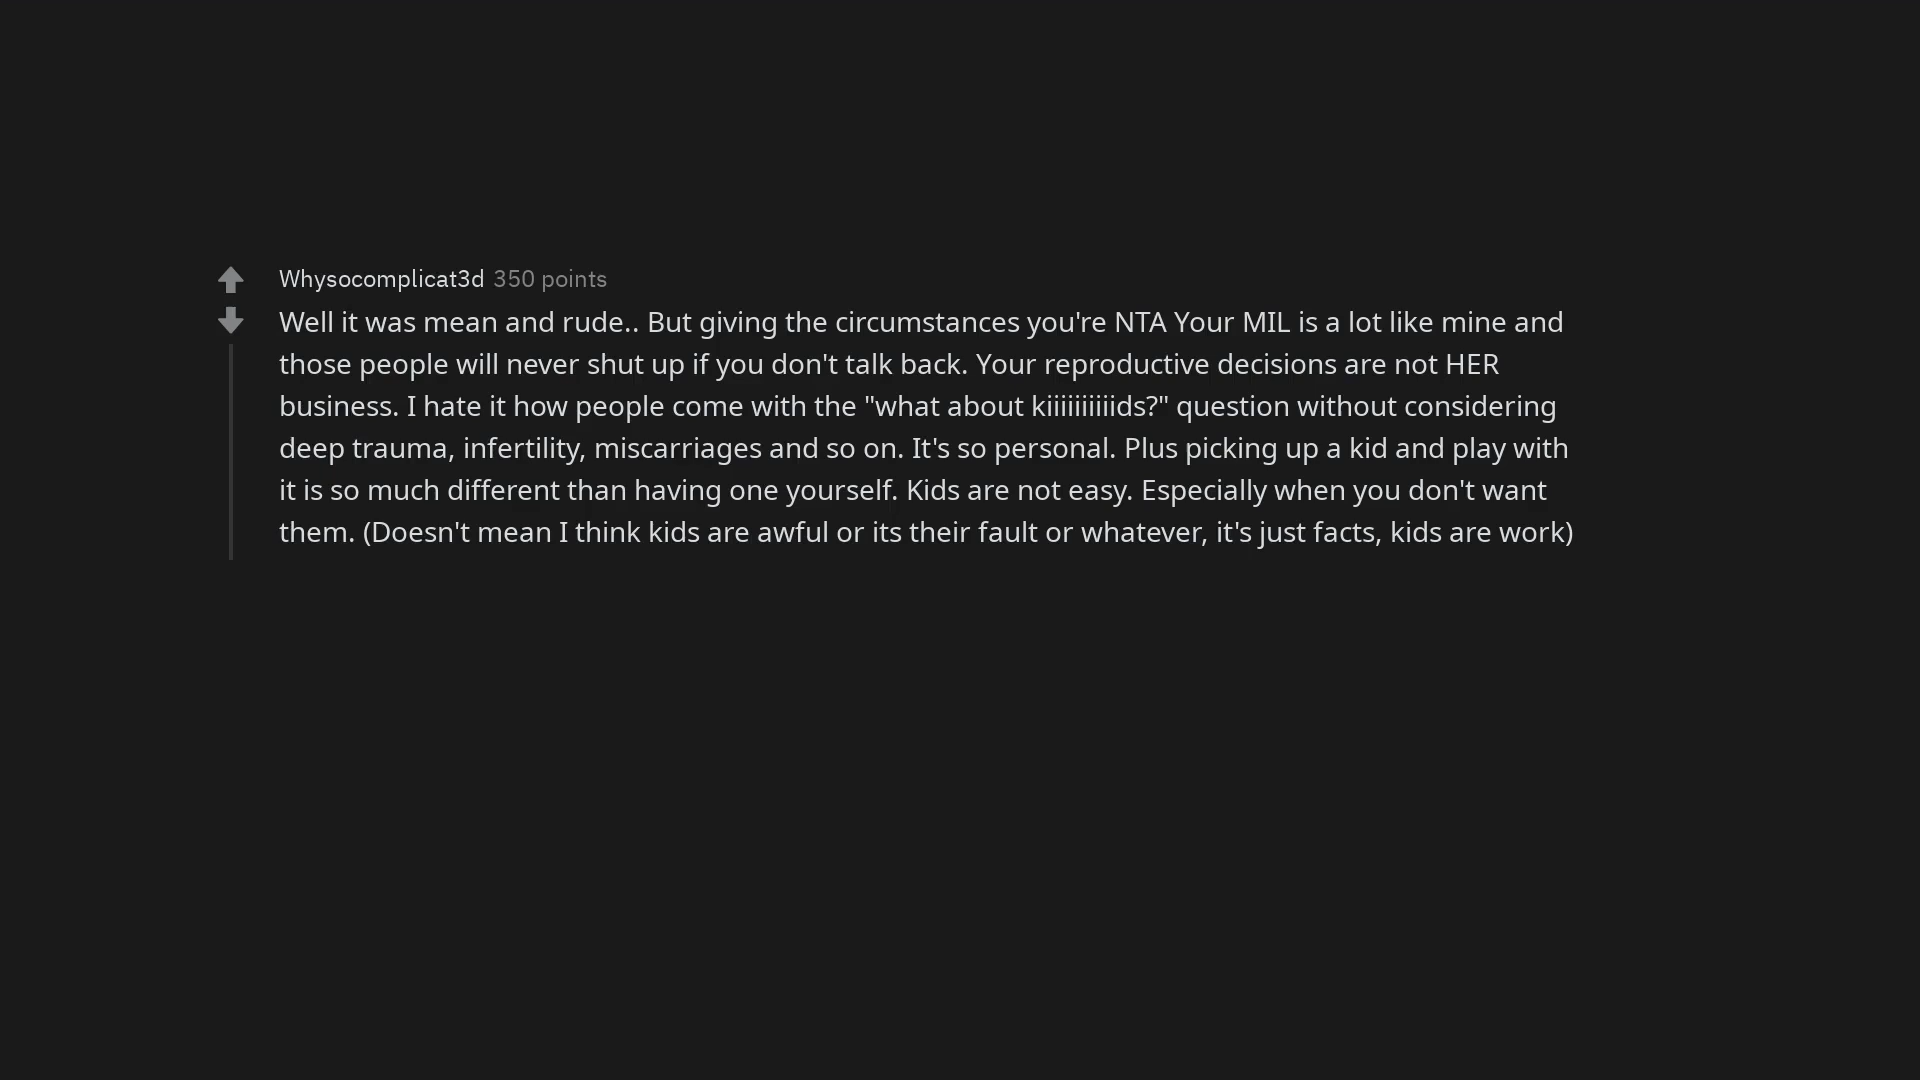 Whysocomplicat3d 350 points
Well it was mean and rude.. But giving the circumstances you're NTA Your MIL is a lot like mine and
those people will never shut up if you don't talk back. Your reproductive decisions are not HER
business. I hate it how people come with the "what about kiiiiiiiiiids?" question without considering
deep trauma, infertility, miscarriages and so on. It's so personal. Plus picking up a kid and play with
it is so much different than having one yourself. Kids are not easy. Especially when you don't want
them. (Doesn't mean I think kids are awful or its their fault or whatever, it's just facts, kids are work)